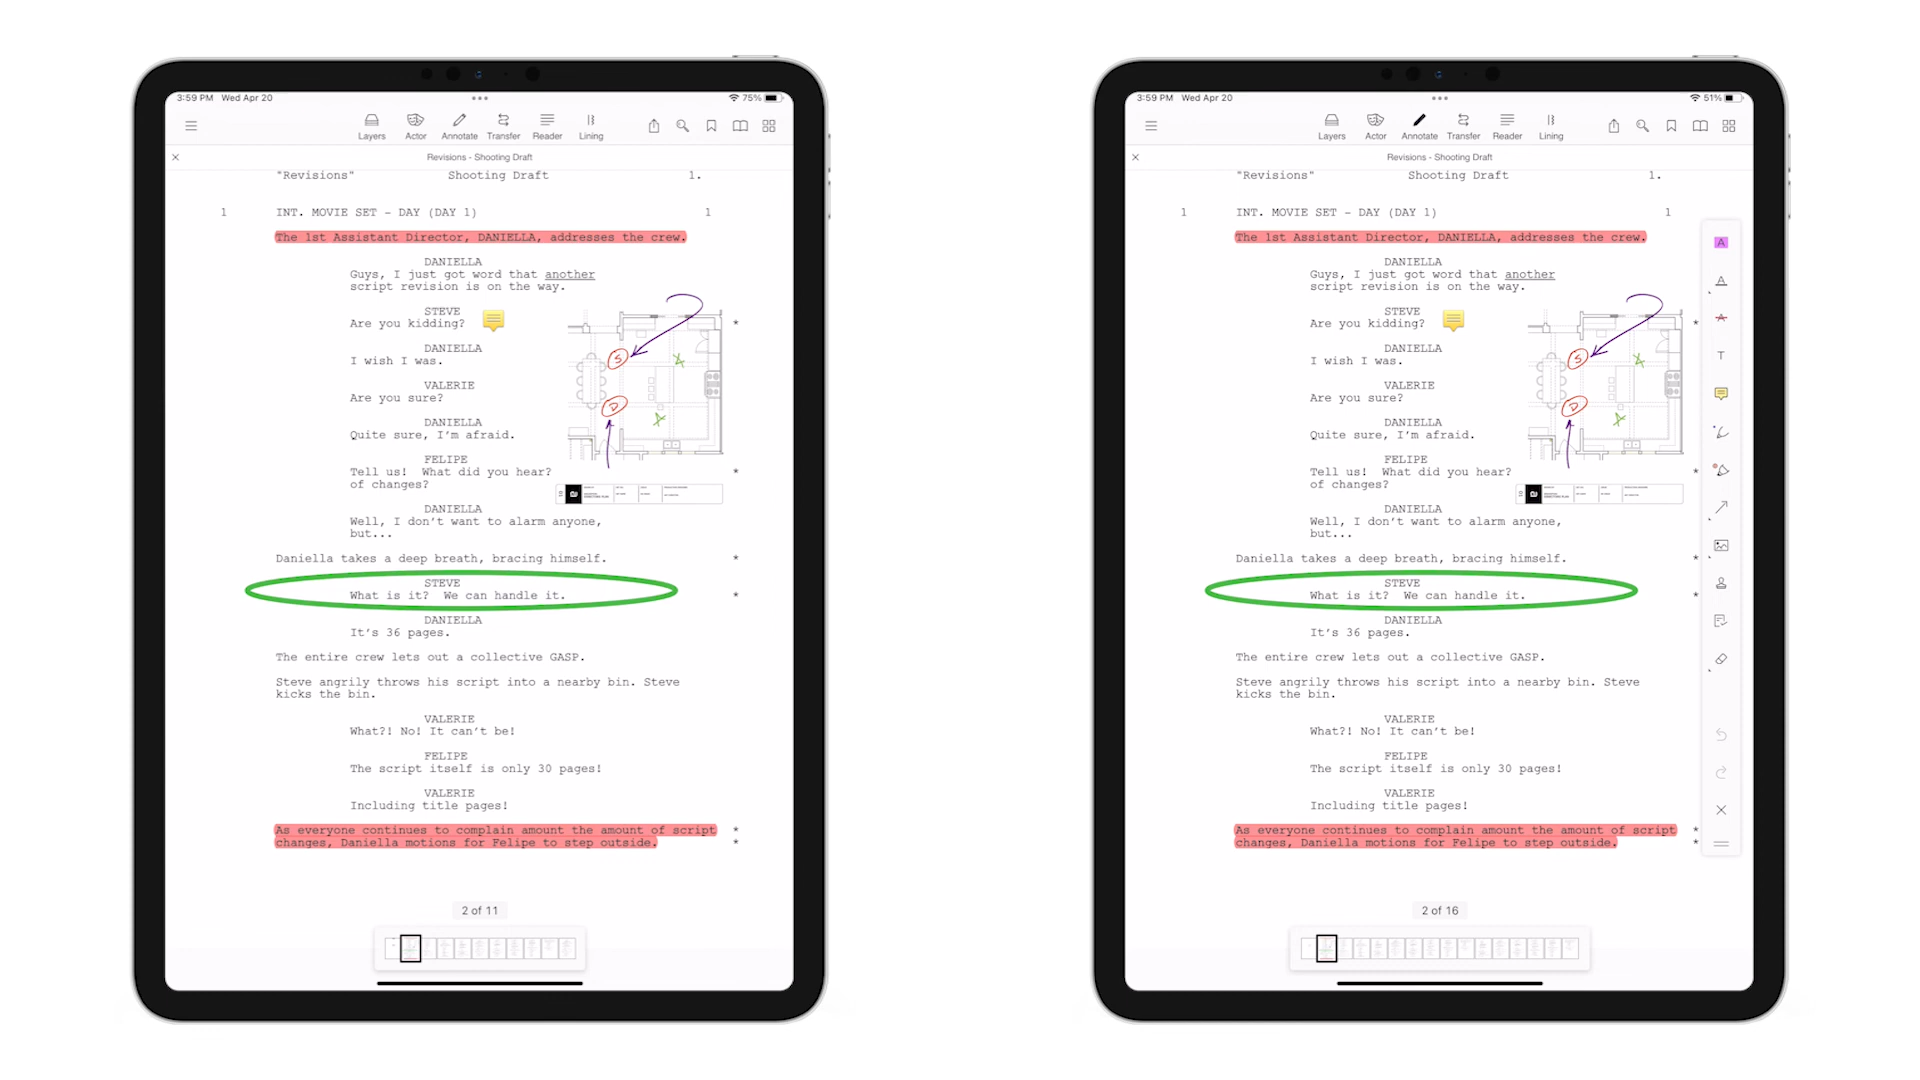 3:59 PM Wed Apr 20
75%
Layers Actor Annotate Transfer Reader Lining
Revisions - Shooting Draft
"Revisions" Shooting Draft 1.
1 INT. MOVIE SET - DAY (DAY 1) 1
The 1st Assistant Director, DANIELLA, addresses the crew.
DANIELLA
Guys, I just got word that another
script revision is on the way.
STEVE
Are you kidding? *
DANIELLA
I wish I was.
S
VALERIE
Are you sure?
D
DANIELLA
Quite sure, I'm afraid.
FELIPE
Tell us! What did you hear? *
of changes?
a
DANIELLA
Well, I don't want to alarm anyone,
but...
Daniella takes a deep breath, bracing himself. *
STEVE
What is it? We can handle it. *
DANIELLA
It's 36 pages.
The entire crew lets out a collective GASP.
Steve angrily throws his script into a nearby bin. Steve
kicks the bin.
VALERIE
What?! No! It can't be!
FELIPE
The script itself is only 30 pages!
VALERIE
Including title pages!
As everyone continues to complain amount the amount of script *
changes, Daniella motions for Felipe to step outside. *
2 of 11
3:59 PM Wed Apr 20
51%
Layers Actor Annotate Transfer Reader Lining
Revisions - Shooting Draft
"Revisions" Shooting Draft 1.
1 INT. MOVIE SET - DAY (DAY 1) 1
The 1st Assistant Director, DANIELLA, addresses the crew.
A
DANIELLA
Guys, I just got word that another
script revision is on the way.
A
STEVE
Are you kidding? *
A
DANIELLA
I wish I was.
S
T
VALERIE
Are you sure?
D
DANIELLA
Quite sure, I'm afraid.
FELIPE
Tell us! What did you hear? *
of changes?
a
DANIELLA
Well, I don't want to alarm anyone,
but...
Daniella takes a deep breath, bracing himself. *
STEVE
What is it? We can handle it. *
DANIELLA
It's 36 pages.
The entire crew lets out a collective GASP.
Steve angrily throws his script into a nearby bin. Steve
kicks the bin.
VALERIE
What?! No! It can't be!
FELIPE
The script itself is only 30 pages!
VALERIE
Including title pages!
As everyone continues to complain amount the amount of script *
changes, Daniella motions for Felipe to step outside. *
2 of 16